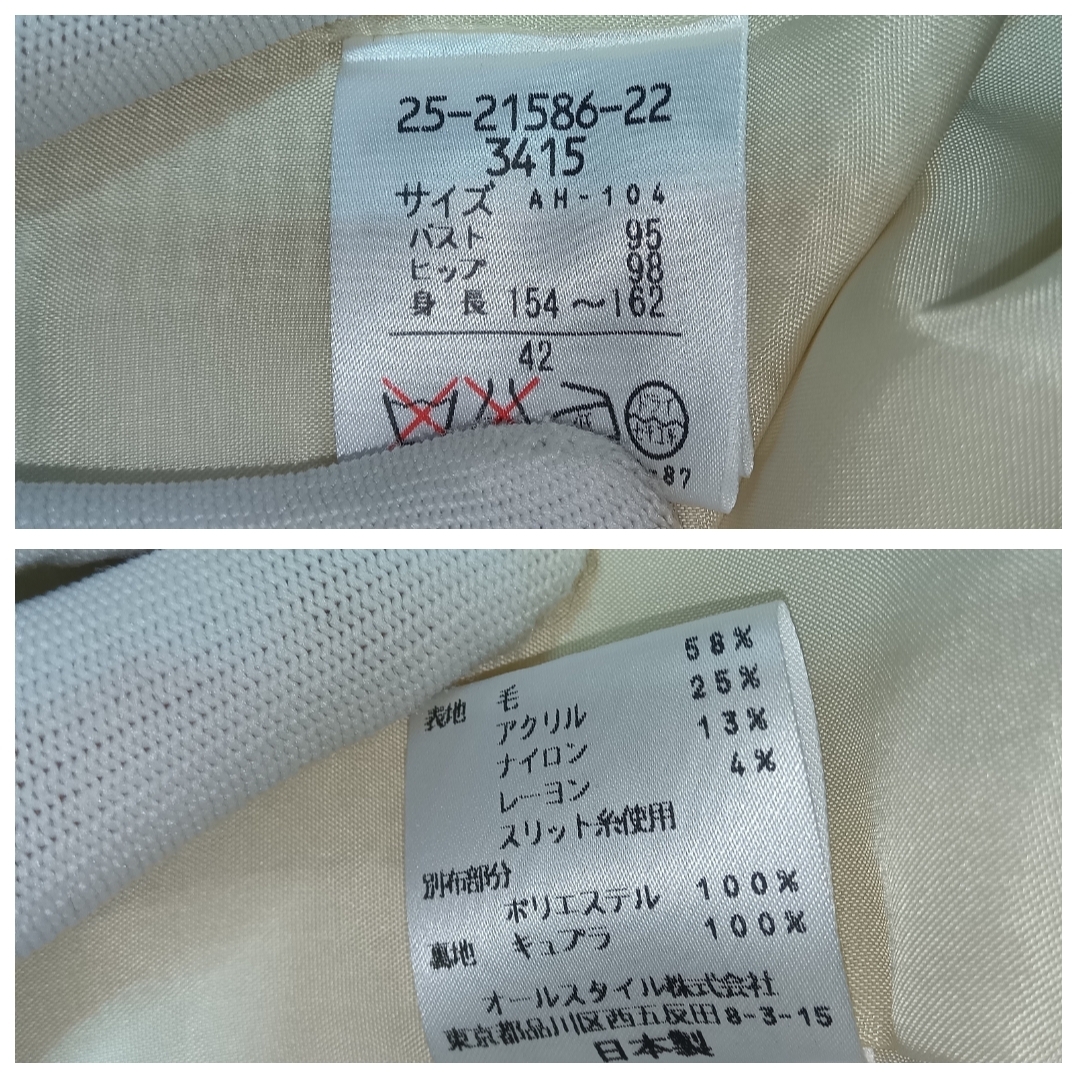 25-21586-22
3415
サイズ AH-104
バスト 95
ヒップ 98
身長 154~162
42
87
58%
表地 毛 25%
アクリル 13%
ナイロン 4%
レーヨン
スリット糸使用
別布部分
ポリエステル 100%
裏地 キュプラ 100%
オールスタイル株式会社
東京都品川区西五反田8-3-15
日本製